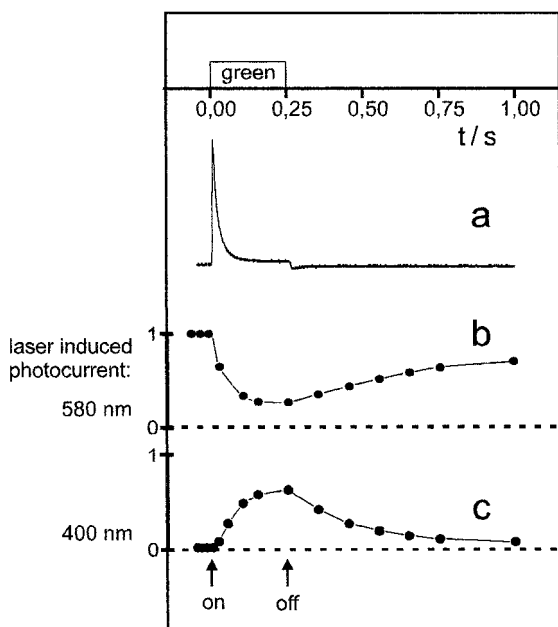 green
0,00 0,25 0,50 0,75 1,00
t / s
a
1
b
laser induced
photocurrent:
580 nm
0
1
c
400 nm
0
on off